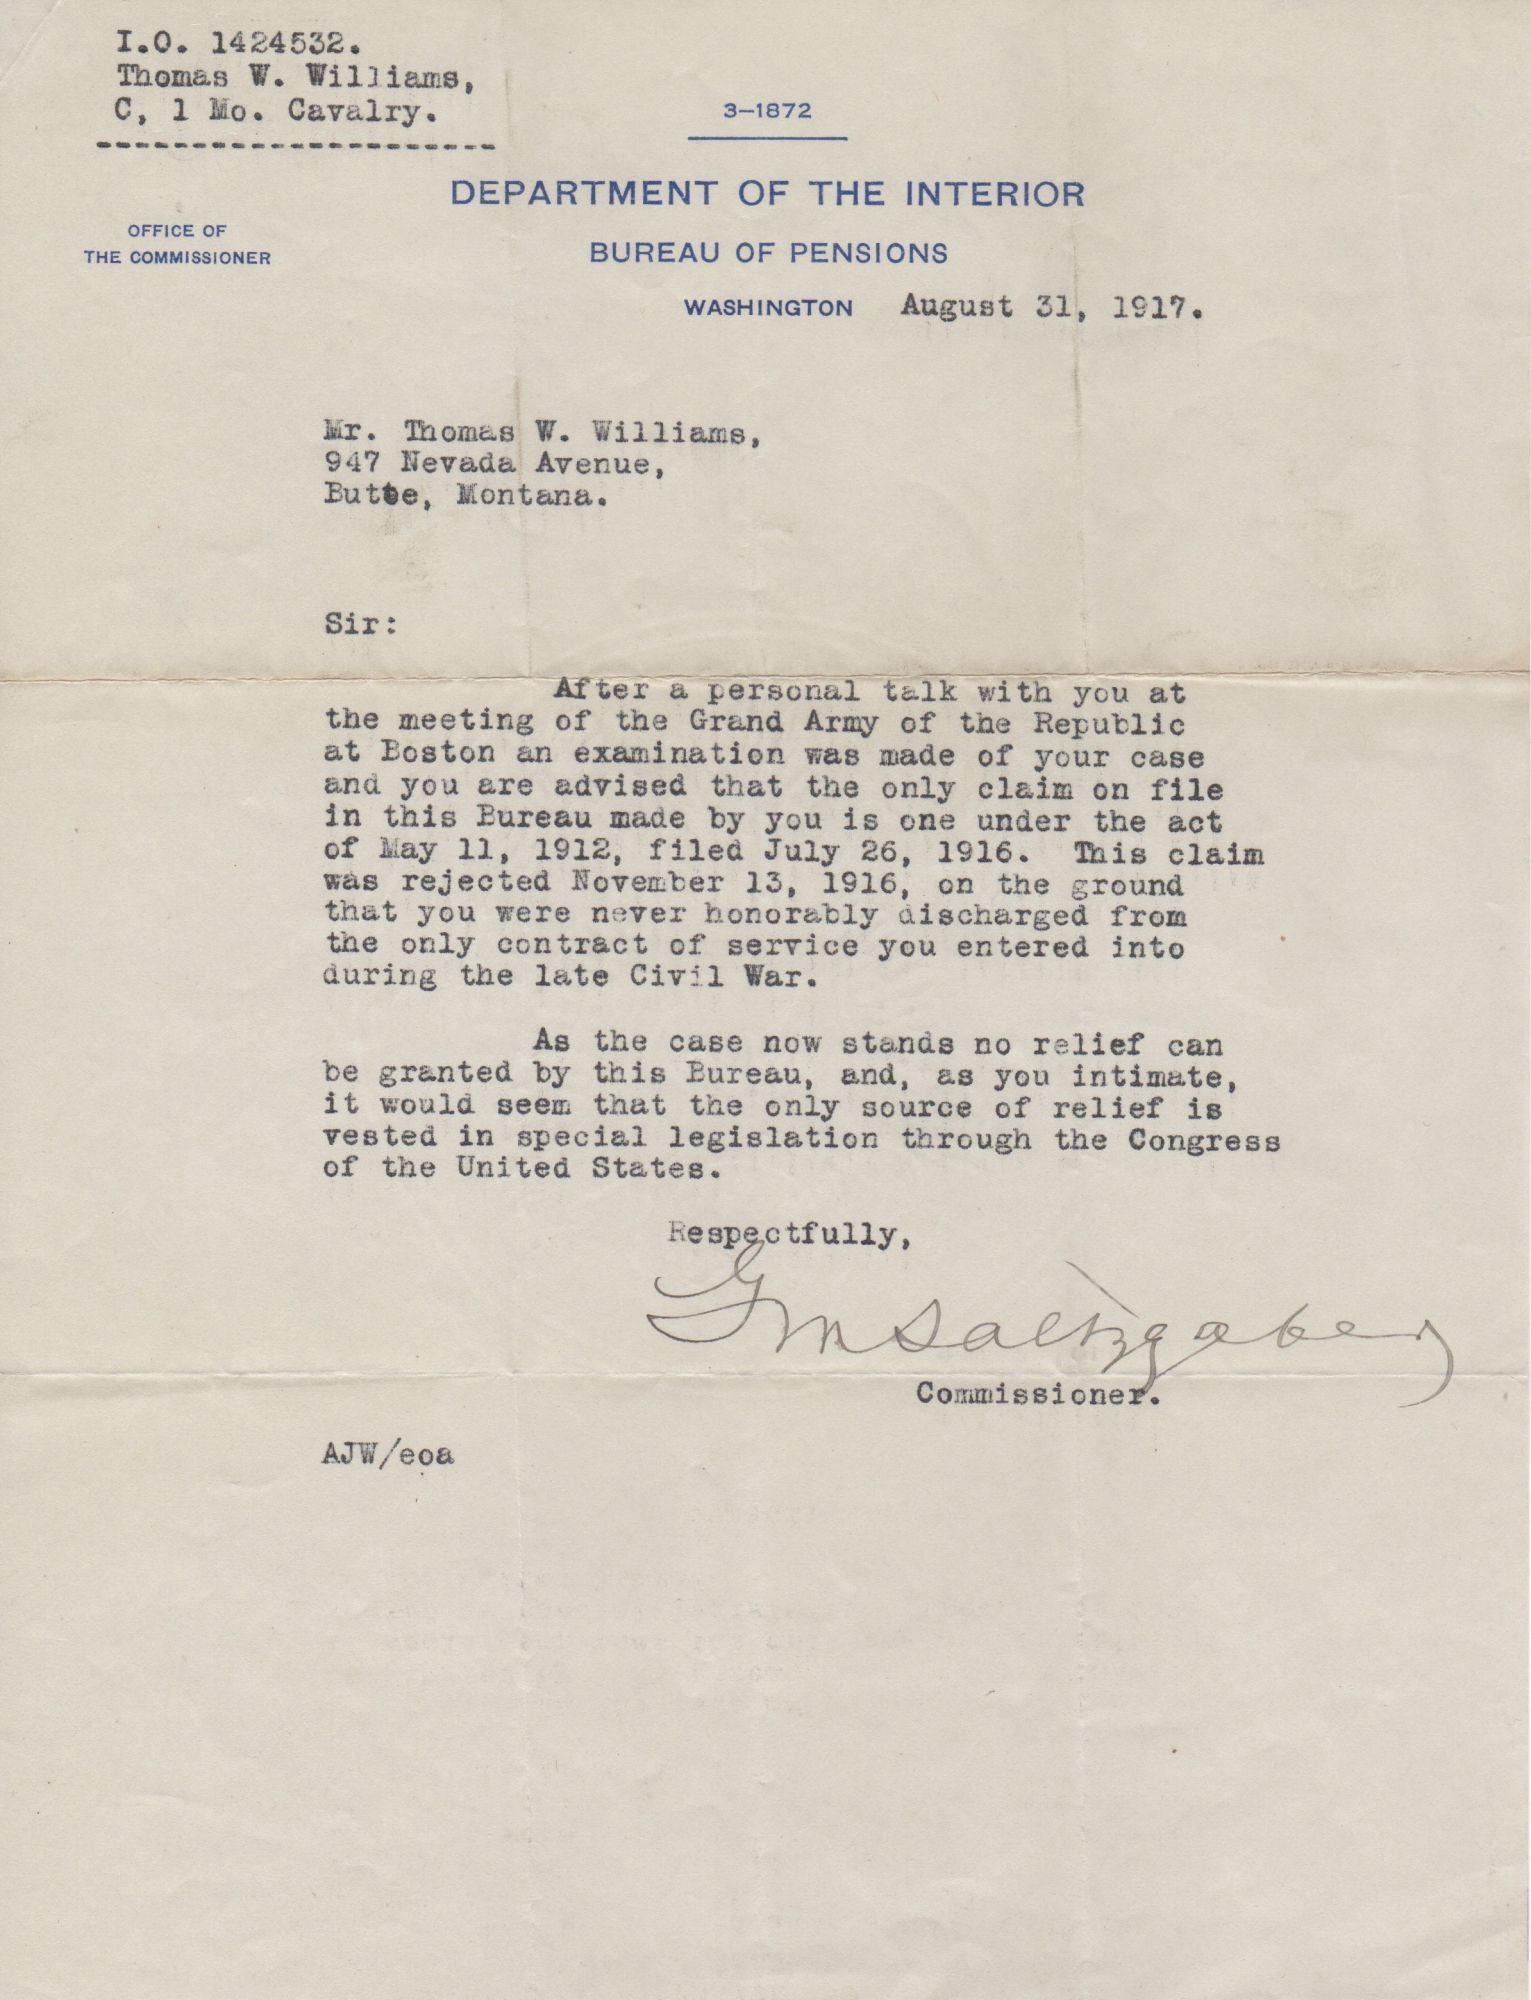 I.O. 1424532.
Thomas W. Williams,
C, 1 Mo. Cavalry.
3—1872
DEPARTMENT OF THE INTERIOR
OFFICE OF
THE COMMISSIONER
BUREAU OF PENSIONS
WASHINGTON August 31, 1917.
Mr. Thomas W. Williams,
947 Nevada Avenue,
Butte, Montana.
Sir:
After a personal talk with you at
the meeting of the Grand Army of the Republic
at Boston an examination was made of your case
and you are advised that the only claim on file
in this Bureau made by you is one under the act
of May 11, 1912, filed July 26, 1916. This claim
was rejected November 13, 1916, on the ground
that you were never honorably discharged from
the only contract of service you entered into
during the late Civil War.
As the case now stands no relief can
be granted by this Bureau, and, as you intimate,
it would seem that the only source of relief is
vested in special legislation through the Congress
of the United States.
Respectfully,
GMSaltzgaber
Commissioner.
AJW/eoa